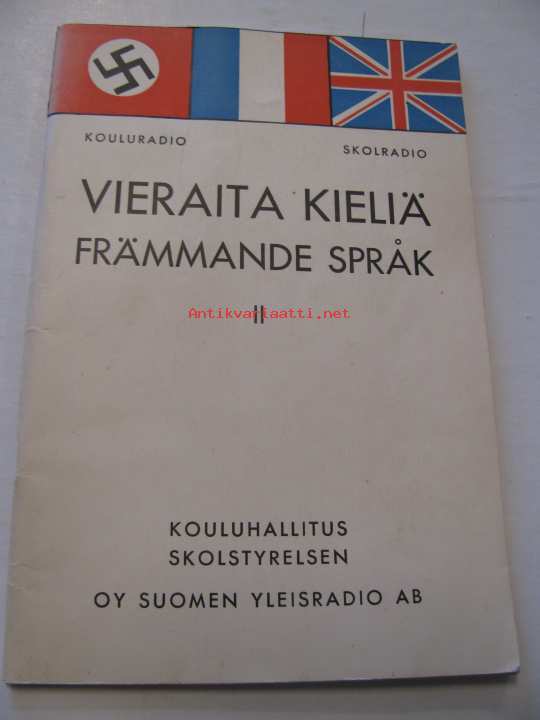 KOULURADIO SKOLRADIO
VIERAITA KIELIÄ
FRÄMMANDE SPRÅK
II
Antikvariaatti.net
KOULUHALLITUS
SKOLSTYRELSEN
OY SUOMEN YLEISRADIO AB